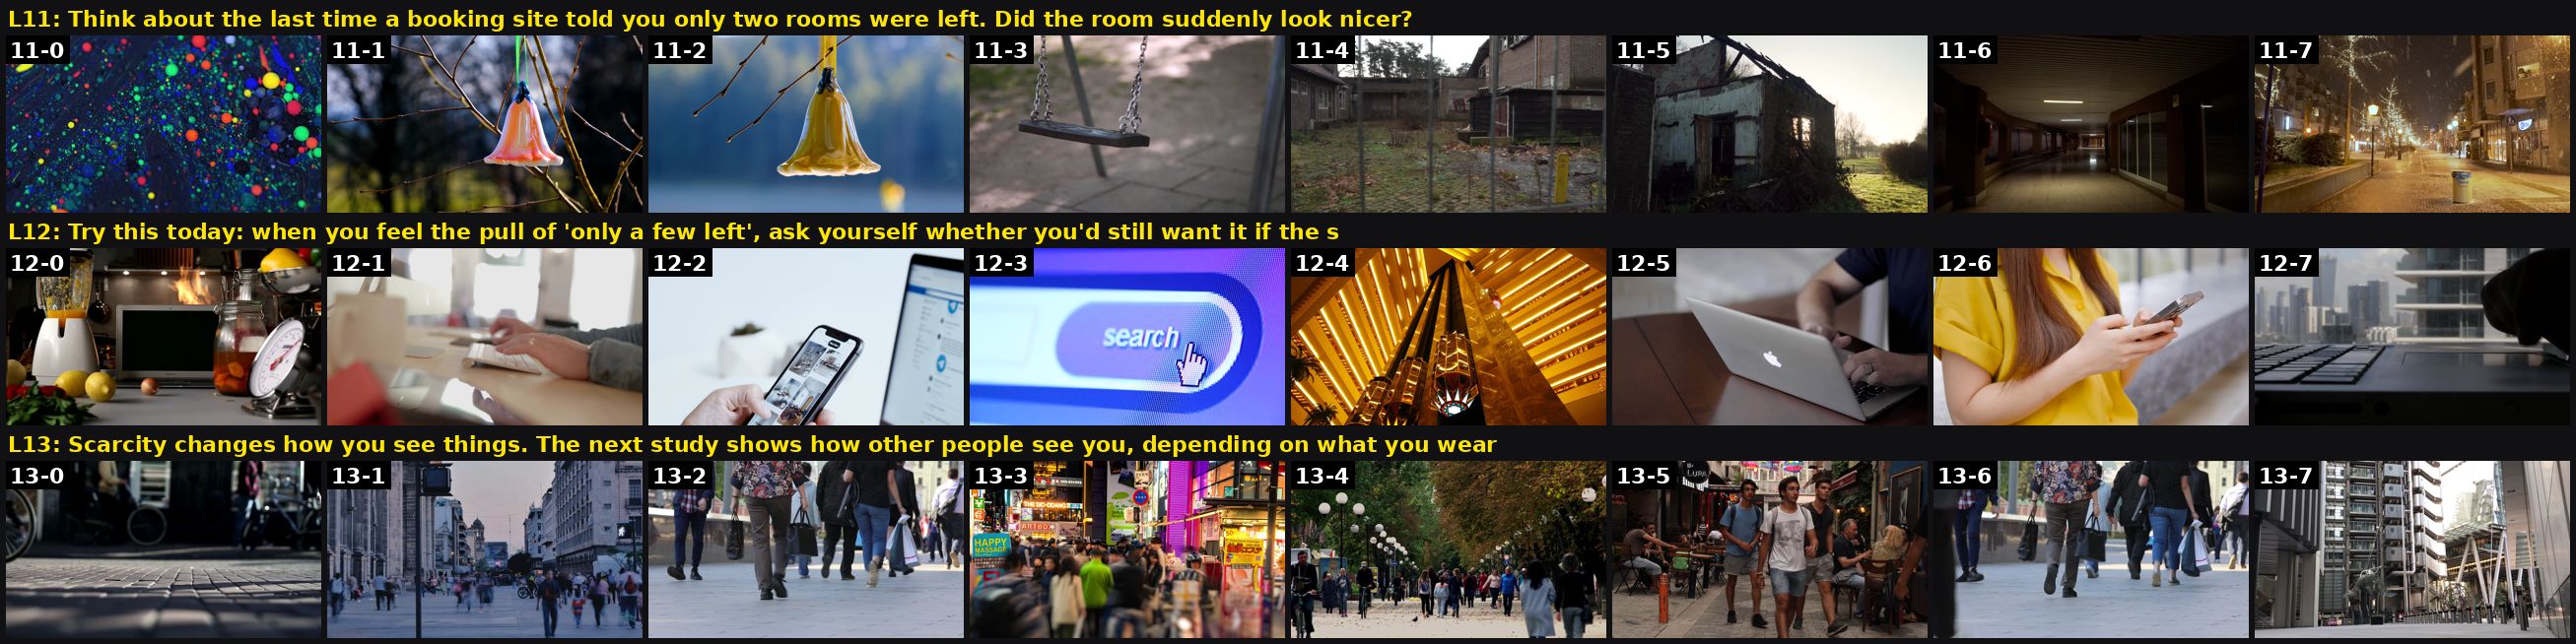 L11: Think about the last time a booking site told you only two rooms were left. Did the room suddenly look nicer?
11-0 11-1 11-2 11-3 11-4 11-5 11-6 11-7
L12: Try this today: when you feel the pull of 'only a few left', ask yourself whether you'd still want it if the s
12-0 12-1 12-2 12-3 12-4 12-5 12-6 12-7
search
L13: Scarcity changes how you see things. The next study shows how other people see you, depending on what you wear
13-0 13-1 13-2 13-3 13-4 13-5 13-6 13-7
HAPPY
MASSAGE